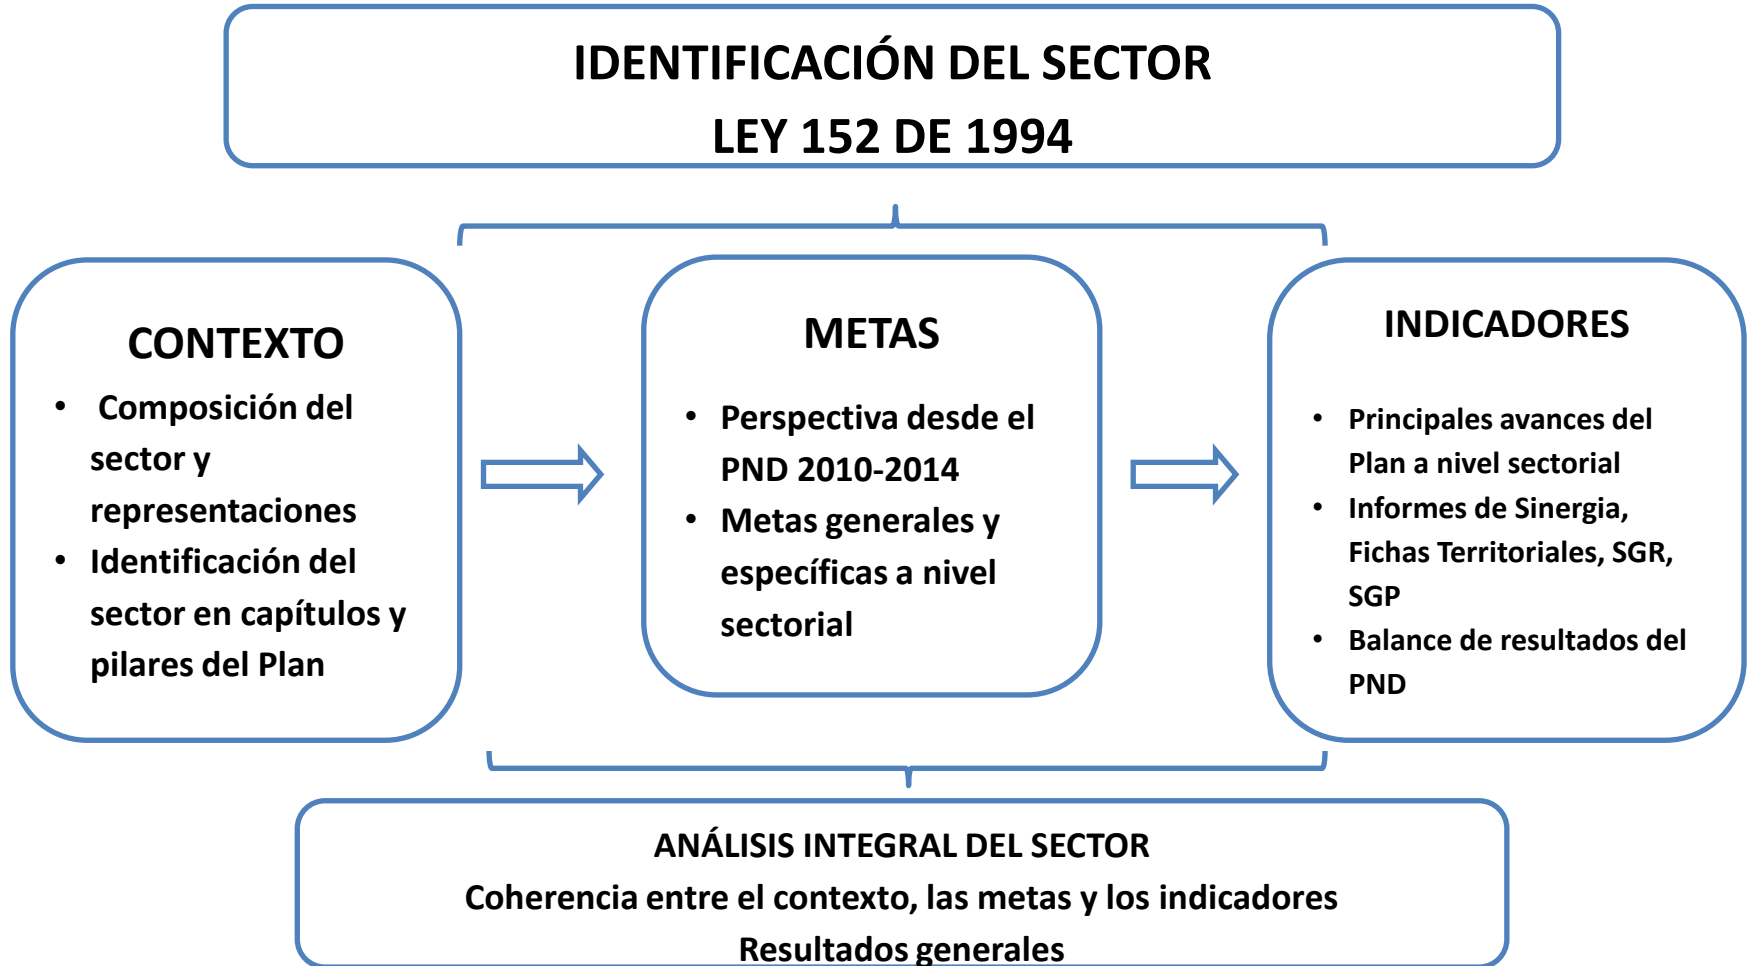 IDENTIFICACIÓN DEL SECTOR
LEY 152 DE 1994
CONTEXTO
• Composición del
sector y
representaciones
• Identificación del
sector en capítulos y
pilares del Plan
METAS
• Perspectiva desde el
PND 2010-2014
• Metas generales y
específicas a nivel
sectorial
INDICADORES
• Principales avances del
Plan a nivel sectorial
• Informes de Sinergia,
Fichas Territoriales, SGR,
SGP
• Balance de resultados del
PND
ANÁLISIS INTEGRAL DEL SECTOR
Coherencia entre el contexto, las metas y los indicadores
Resultados generales